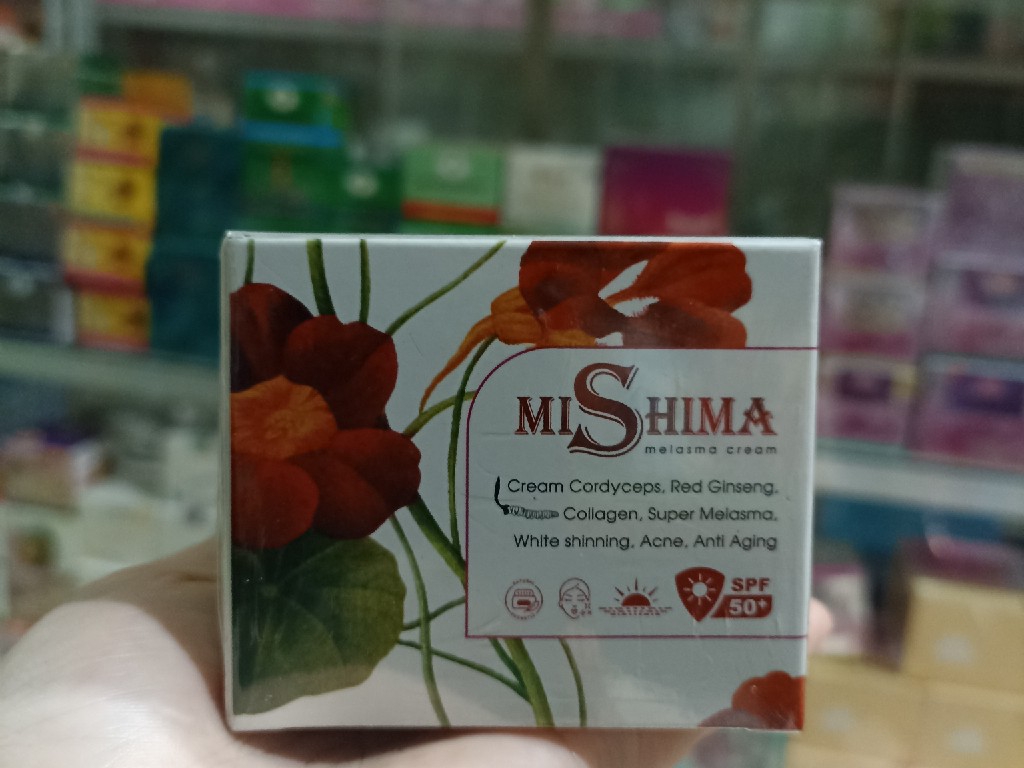 MISHIMA
melasma cream
Cream Cordyceps, Red Ginseng,
Collagen, Super Melasma,
White shinning, Acne, Anti Aging
SPF
50+